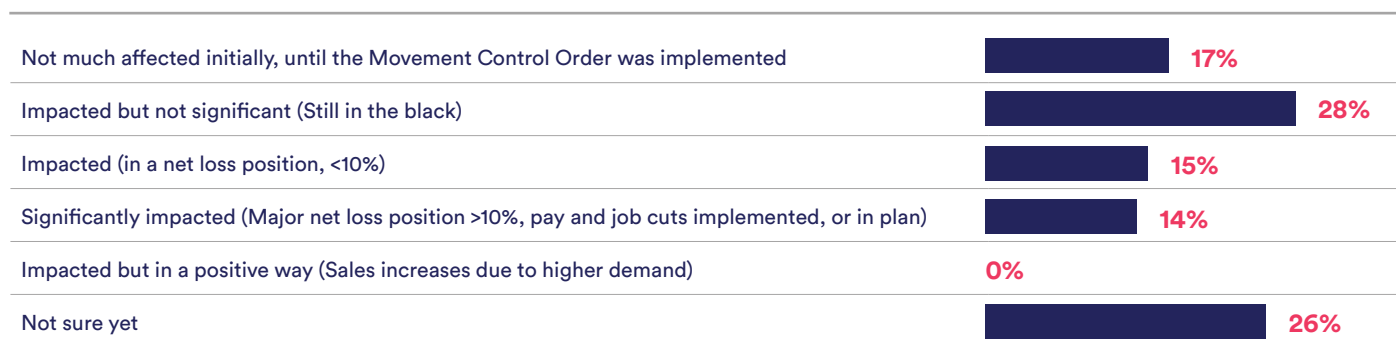 Not much affected initially, until the Movement Control Order was implemented 17%
Impacted but not significant (Still in the black) 28%
Impacted (in a net loss position, <10%) 15%
Significantly impacted (Major net loss position >10%, pay and job cuts implemented, or in plan) 14%
Impacted but in a positive way (Sales increases due to higher demand) 0%
Not sure yet 26%